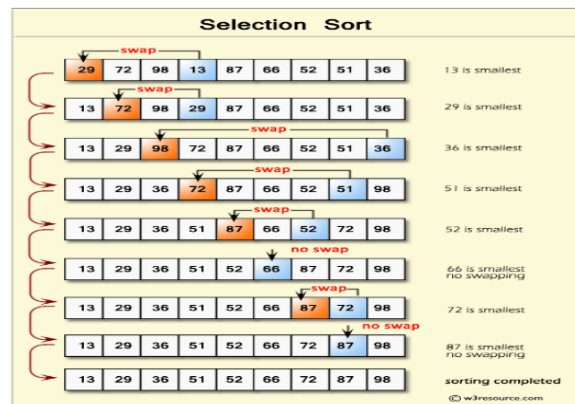 Selection Sort
swap
29 72 98 13 87 66 52 51 36
13 is smallest
swap
13 72 98 29 87 66 52 51 36
29 is smallest
swap
13 29 98 72 87 66 52 51 36
36 is smallest
swap
13 29 36 72 87 66 52 51 98
51 is smallest
swap
13 29 36 51 87 66 52 72 98
52 is smallest
no swap
13 29 36 51 52 66 87 72 98
66 is smallest
no swapping
swap
13 29 36 51 52 66 87 72 98
72 is smallest
no swap
13 29 36 51 52 66 72 87 98
87 is smallest
no swapping
13 29 36 51 52 66 72 87 98
sorting completed
© w3resource.com